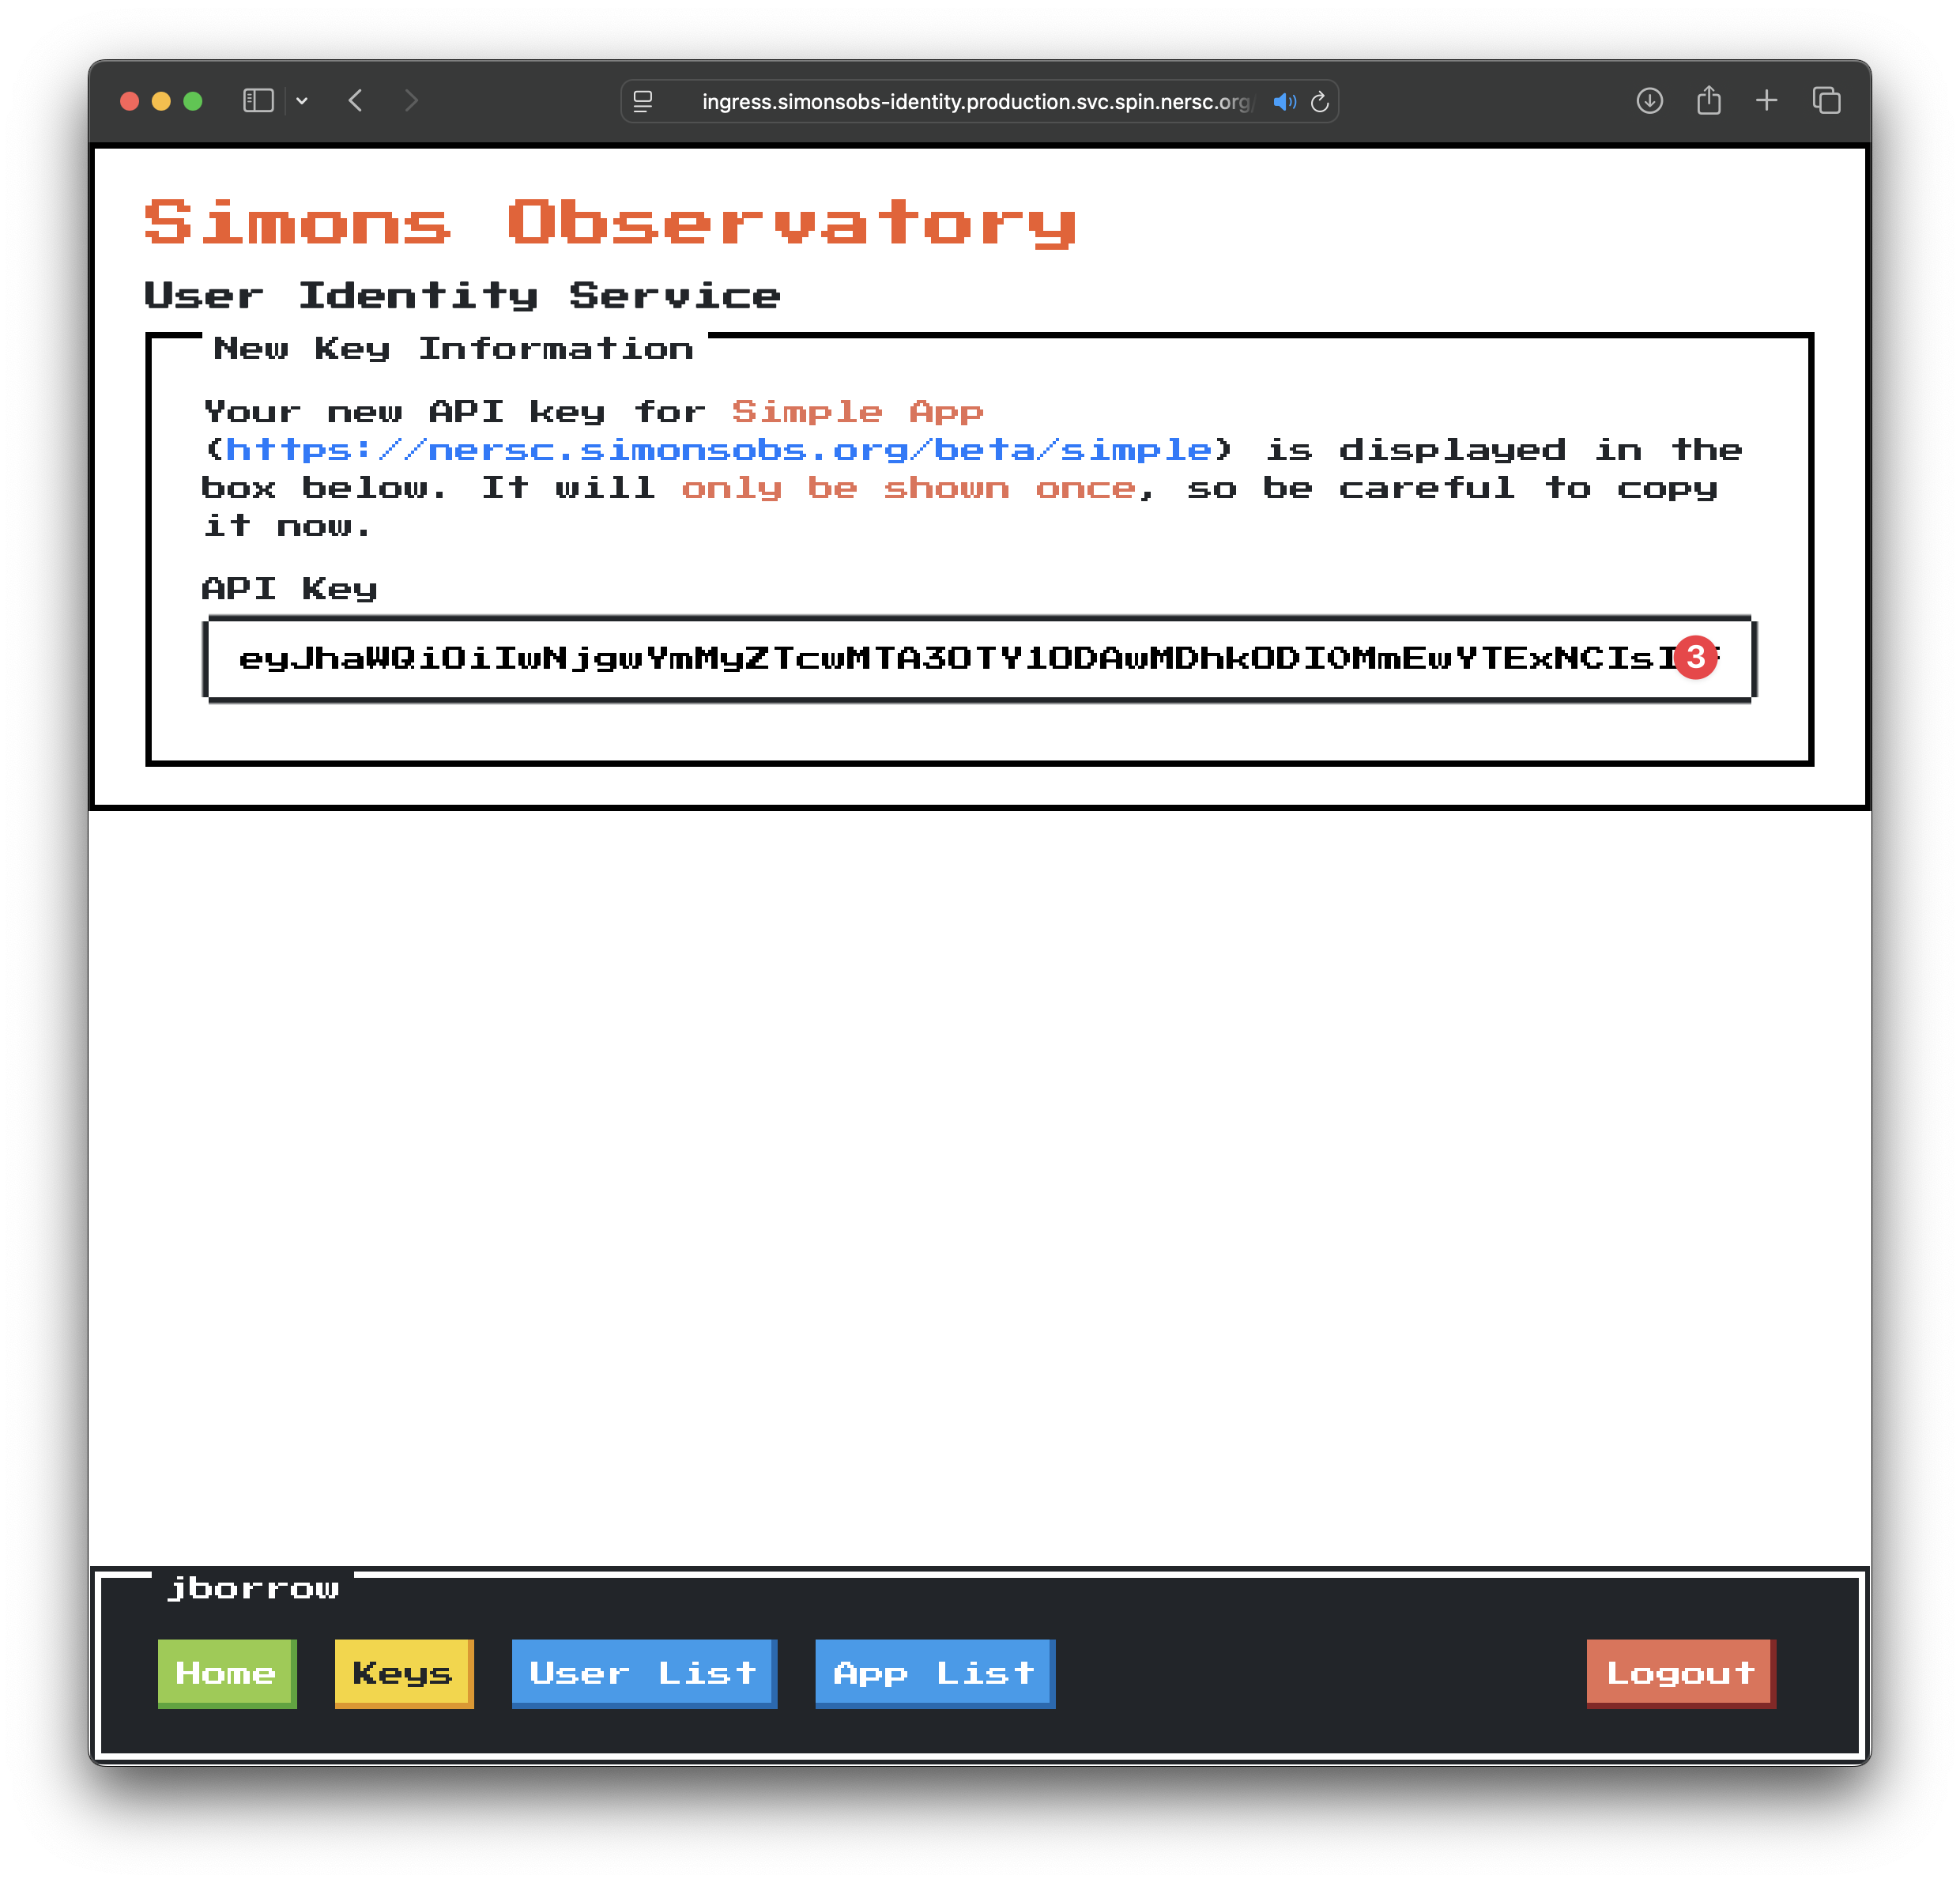 ingress.simonsobs-identity.production.svc.spin.nersc.org/
Simons Observatory
User Identity Service
New Key Information
Your new API key for Simple App
(https://nersc.simonsobs.org/beta/simple) is displayed in the
box below. It will only be shown once, so be careful to copy
it now.
API Key
3
jborrow
Home
Keys
User List
App List
Logout